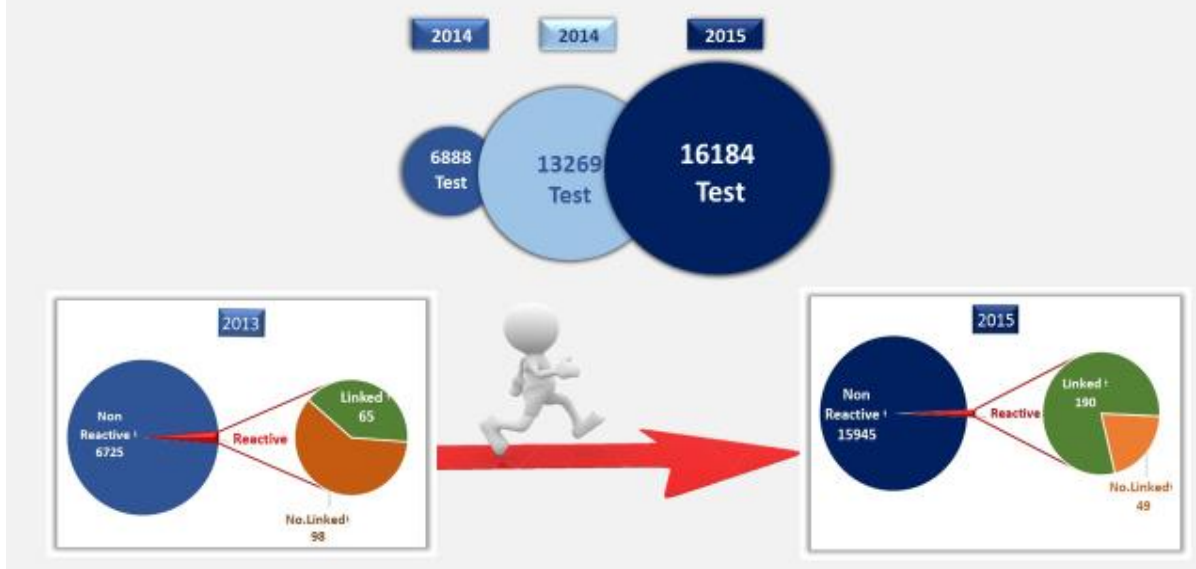 2014
2014
2015
6888
Test
13269
Test
16184
Test
2013
Non
Reactive
6725
Reactive
Linked
65
No.Linked
98
2015
Non
Reactive
15945
Reactive
Linked
190
No.Linked
49